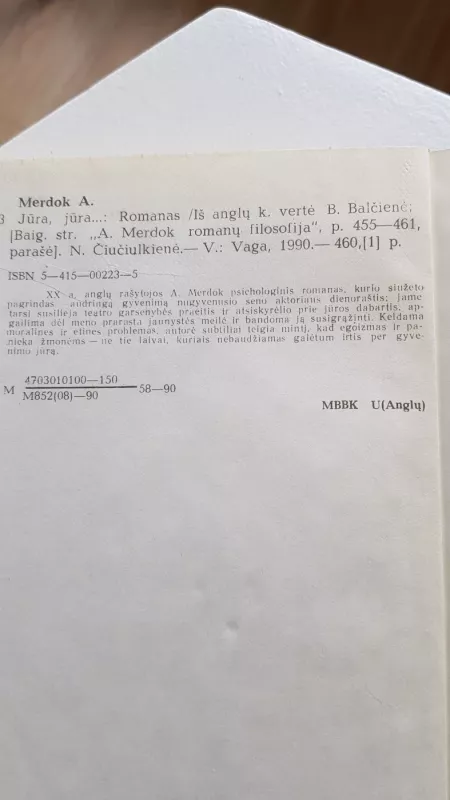 Merdok A.
3 Jūra, jūra...: Romanas /Iš anglų k. vertė B. Balčienė;
[Baig. str. „A. Merdok romanų filosofija“, p. 455—461,
parašė]. N. Čiučiulkienė.— V.: Vaga, 1990.— 460,[1] p.
ISBN 5—415—00223—5
XX a. anglų rašytojos A. Merdok psichologinis romanas, kurio siužeto
pagrindas — audringą gyvenimą nugyvenusio seno aktoriaus dienoraštis; jame
tarsi susilieja teatro garsenybės praeitis ir atsiskyrėlio prie jūros dabartis, ap-
gailima dėl meno prarasta jaunystės meilė ir bandoma ją susigrąžinti. Keldama
moralines ir etines problemas, autorė subtiliai teigia mintį, kad egoizmas ir pa-
nieka žmonėms — ne tie laivai, kuriais nebaudžiamas galėtum irtis per gyve-
nimo jūrą.
M 4703010100—150
M852(08)—90
58—90
MBBK U(Anglų)